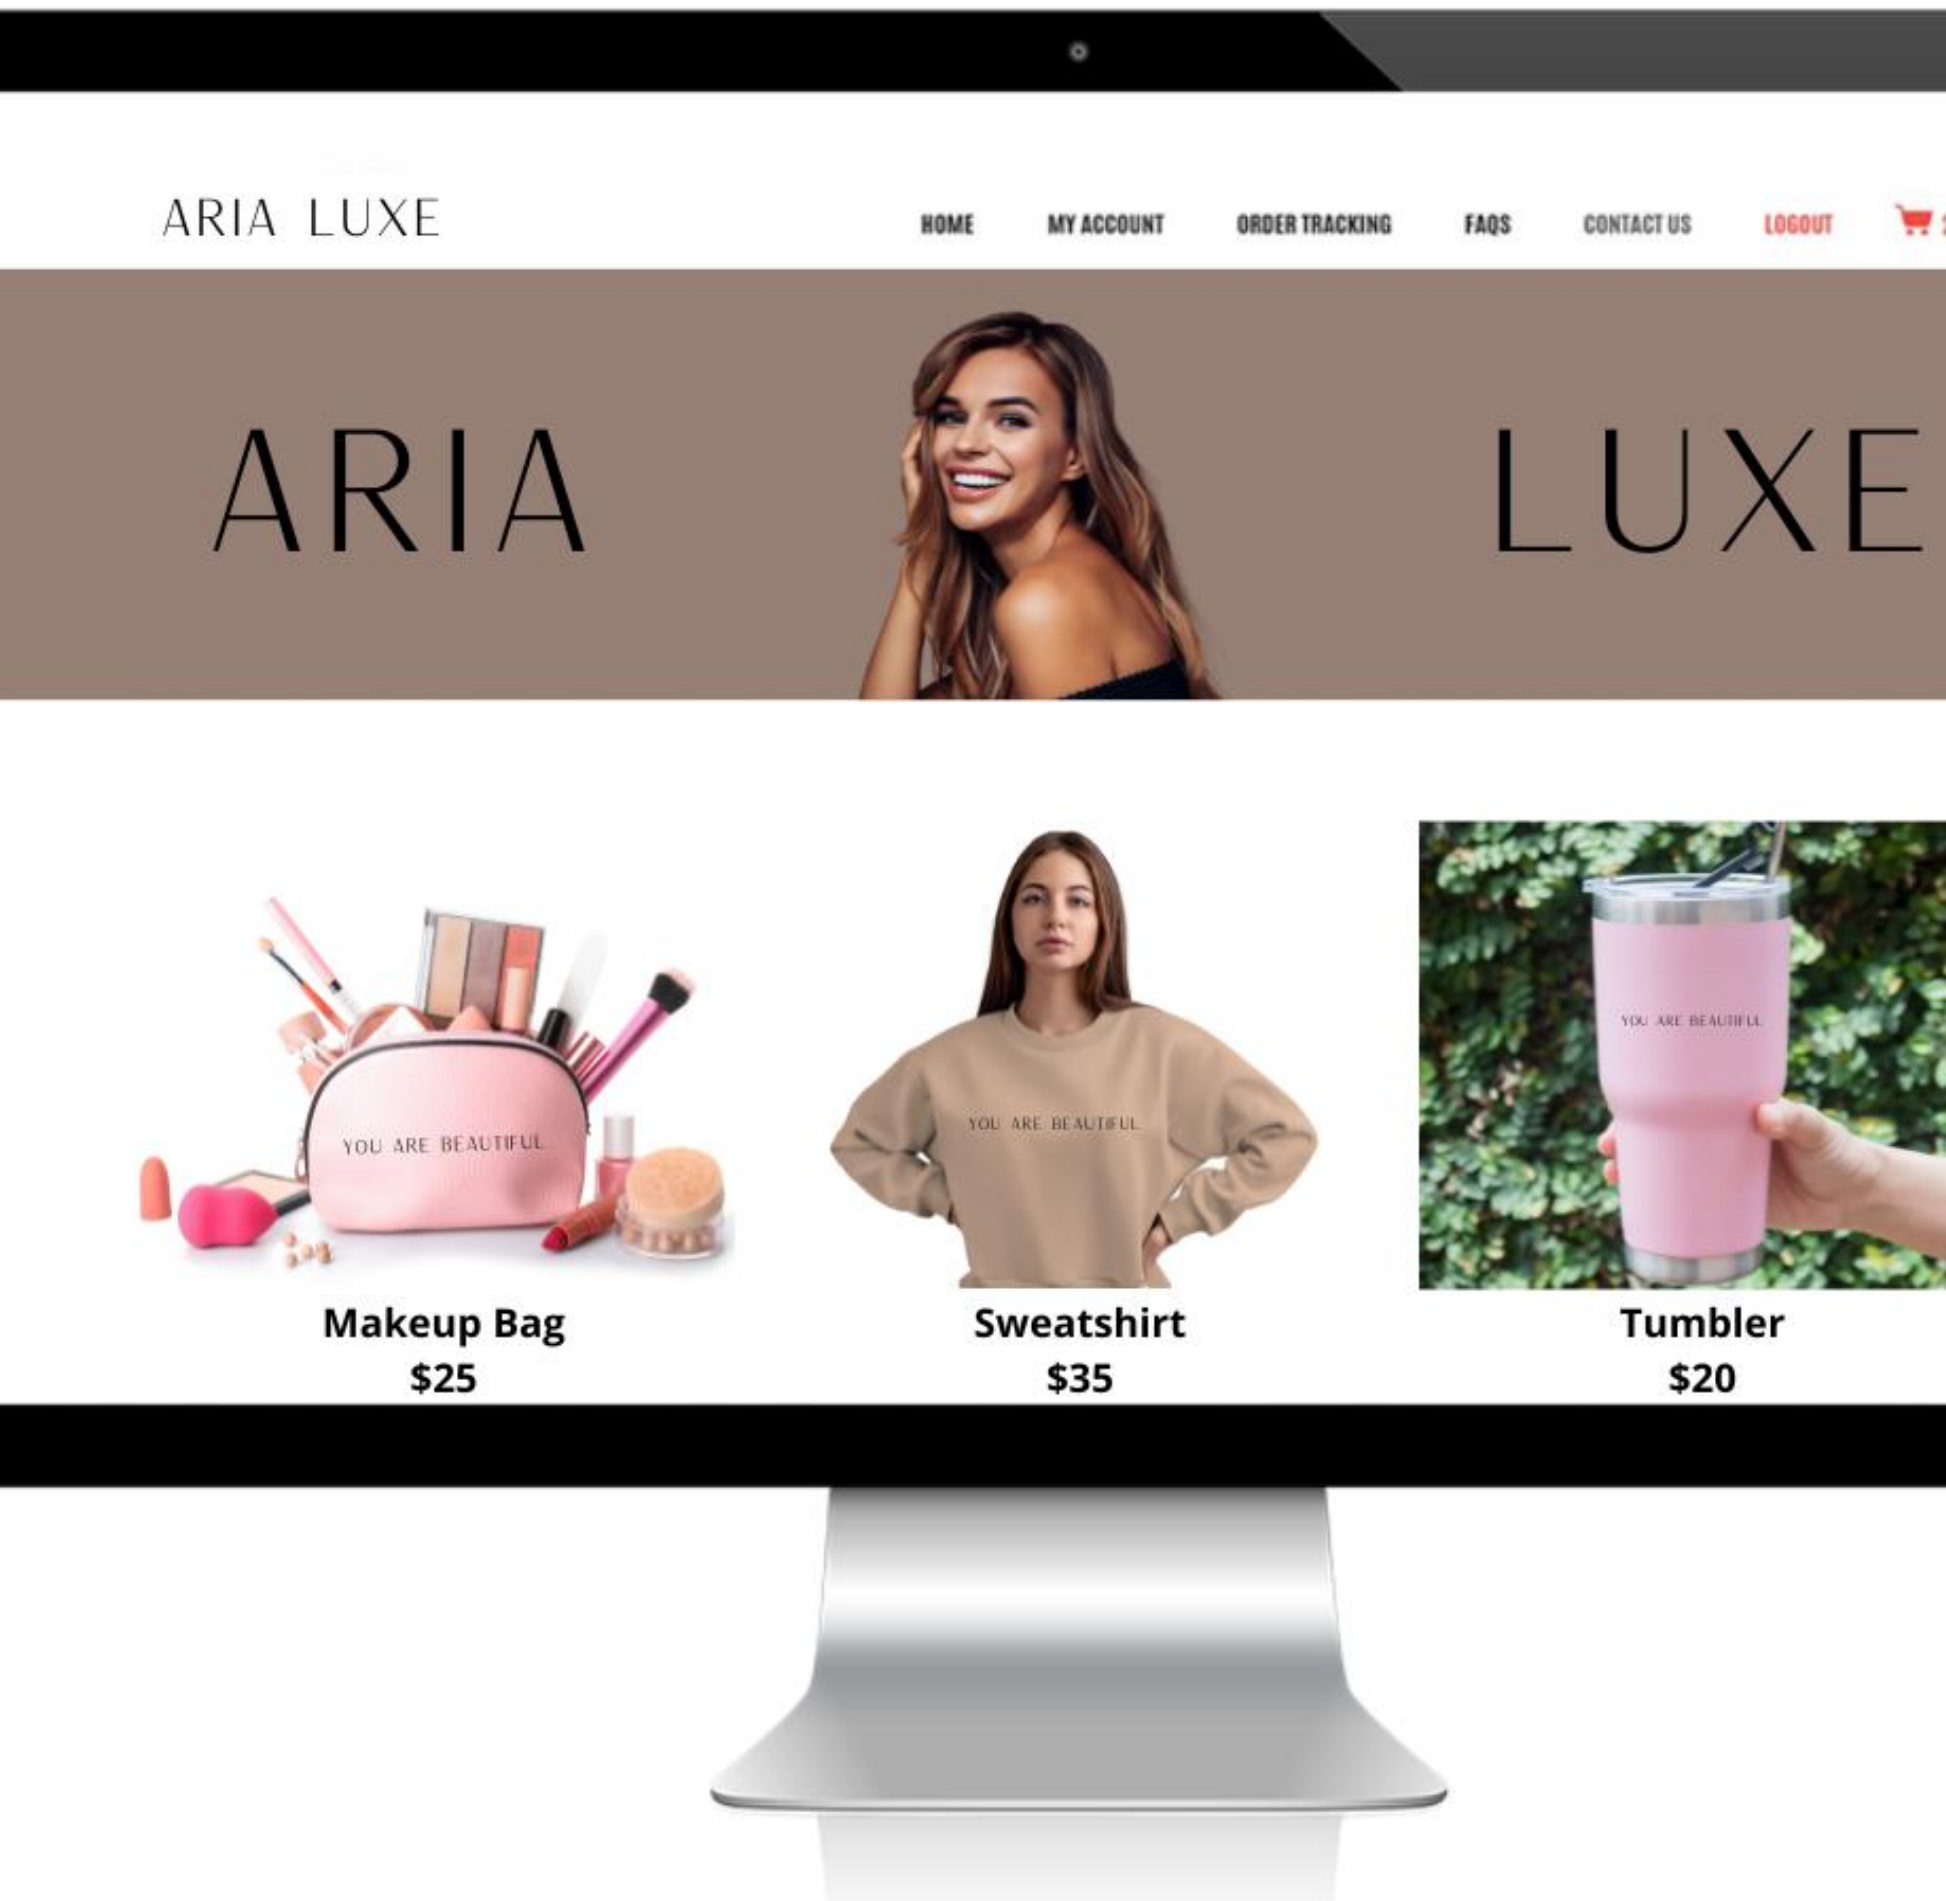 ARIA LUXE
HOME MY ACCOUNT ORDER TRACKING FAQS CONTACT US LOGOUT
ARIA LUXE
YOU ARE BEAUTIFUL
YOU ARE BEAUTIFUL
YOU ARE BEAUTIFUL
Makeup Bag Sweatshirt Tumbler
$25 $35 $20